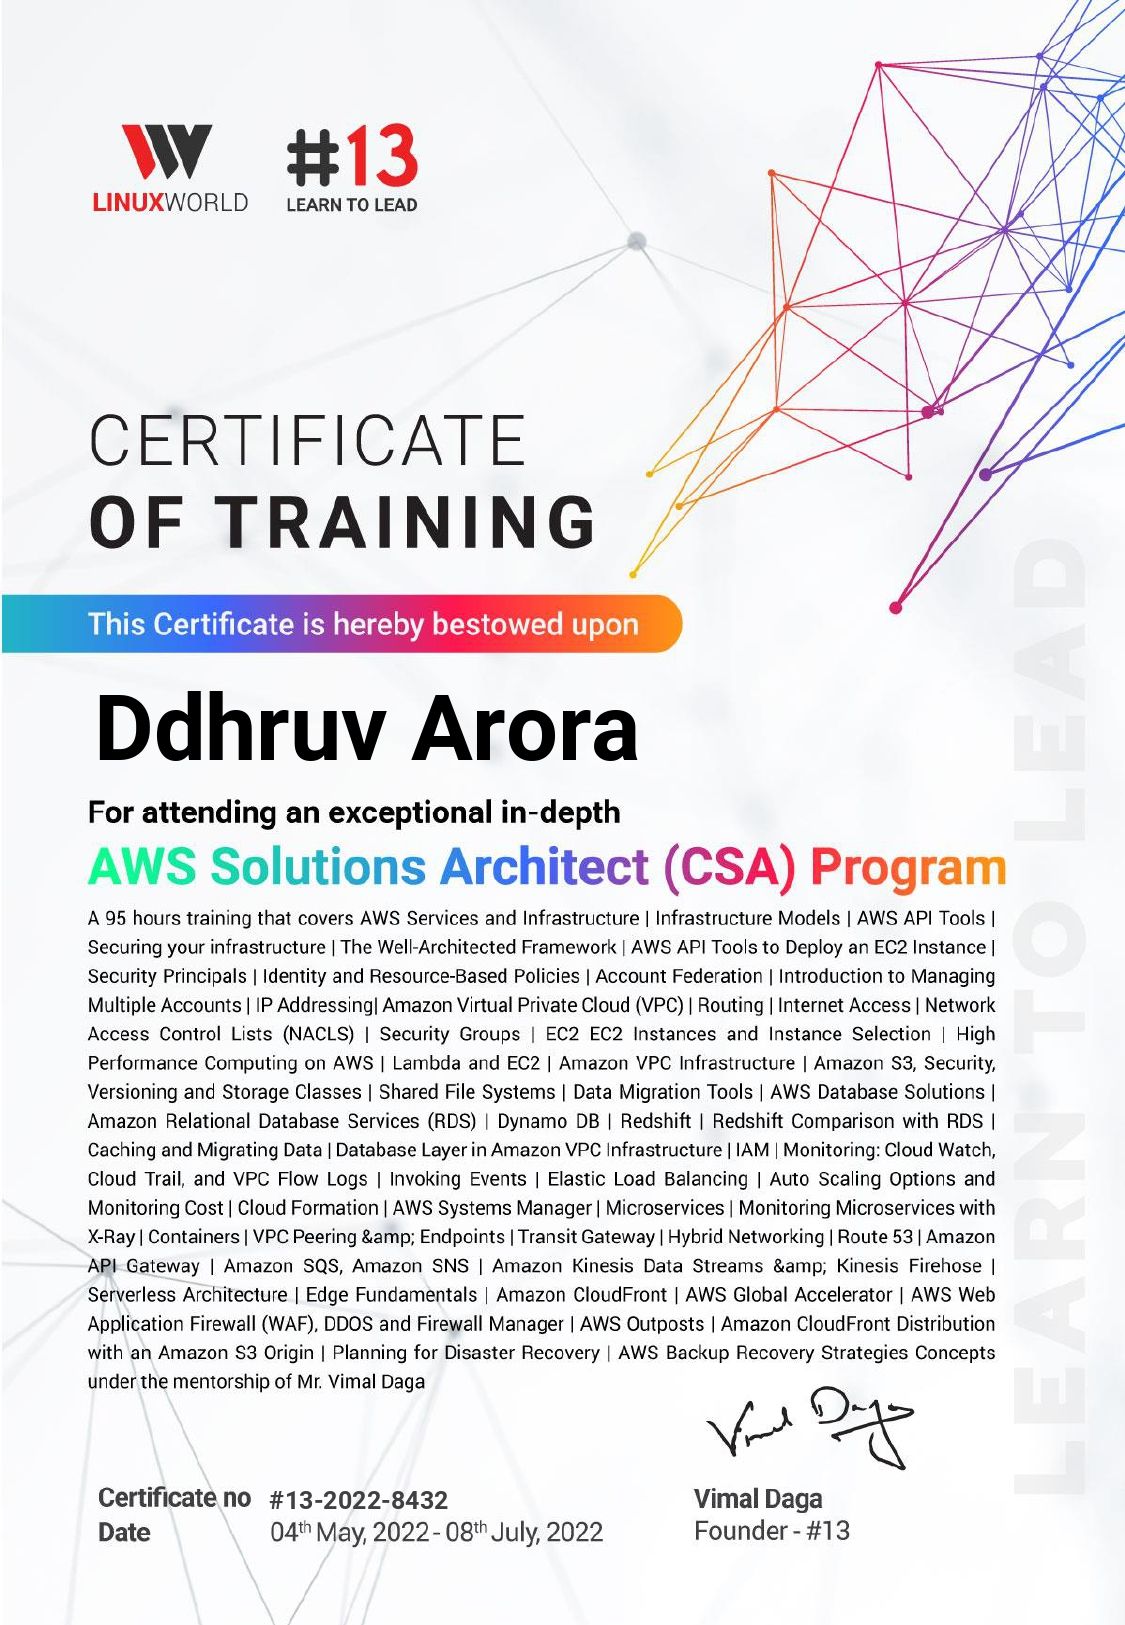 LINUXWORLD
#13
LEARN TO LEAD
CERTIFICATE
OF TRAINING
This Certificate is hereby bestowed upon
Ddhruv Arora
For attending an exceptional in-depth
AWS Solutions Architect (CSA) Program
A 95 hours training that covers AWS Services and Infrastructure | Infrastructure Models | AWS API Tools |
Securing your infrastructure | The Well-Architected Framework | AWS API Tools to Deploy an EC2 Instance |
Security Principals | Identity and Resource-Based Policies | Account Federation | Introduction to Managing
Multiple Accounts | IP Addressing| Amazon Virtual Private Cloud (VPC) | Routing | Internet Access | Network
Access Control Lists (NACLS) | Security Groups | EC2 EC2 Instances and Instance Selection | High
Performance Computing on AWS | Lambda and EC2 | Amazon VPC Infrastructure | Amazon S3, Security,
Versioning and Storage Classes | Shared File Systems | Data Migration Tools | AWS Database Solutions |
Amazon Relational Database Services (RDS) | Dynamo DB | Redshift | Redshift Comparison with RDS |
Caching and Migrating Data | Database Layer in Amazon VPC Infrastructure | IAM | Monitoring: Cloud Watch,
Cloud Trail, and VPC Flow Logs | Invoking Events | Elastic Load Balancing | Auto Scaling Options and
Monitoring Cost | Cloud Formation | AWS Systems Manager | Microservices | Monitoring Microservices with
X-Ray | Containers | VPC Peering &amp; Endpoints | Transit Gateway | Hybrid Networking | Route 53 | Amazon
API Gateway | Amazon SQS, Amazon SNS | Amazon Kinesis Data Streams &amp; Kinesis Firehose |
Serverless Architecture | Edge Fundamentals | Amazon CloudFront | AWS Global Accelerator | AWS Web
Application Firewall (WAF), DDOS and Firewall Manager | AWS Outposts | Amazon CloudFront Distribution
with an Amazon S3 Origin | Planning for Disaster Recovery | AWS Backup Recovery Strategies Concepts
under the mentorship of Mr. Vimal Daga
Vimal Daga
Certificate no #13-2022-8432
Date 04th May, 2022 - 08th July, 2022
Vimal Daga
Founder - #13
LEARN TO LEAD